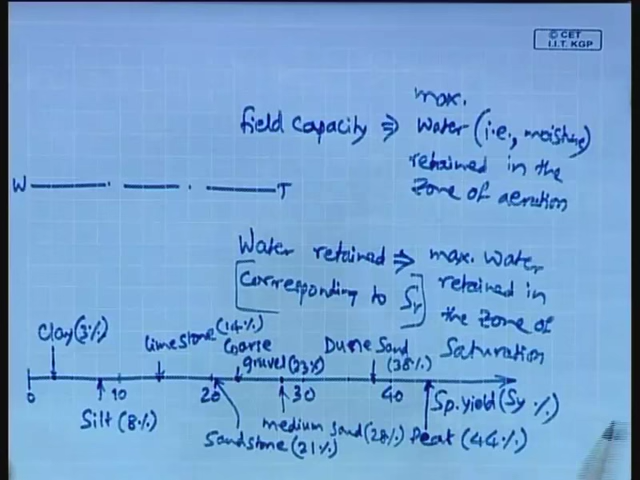 © CET
I.I.T. KGP
max.
field capacity ⇒ Water (i.e., moisture)
retained in the
zone of aeration
W T
Water retained ⇒ max. water
[corresponding to Sr] retained in
the zone of
saturation
Clay(3%) Limestone(14%) Coarse gravel(23%) Dune Sand (38%)
0 10 20 30 40 Sp. yield (Sy %)
Silt (8%) Sandstone(21%) medium sand(28%) Peat (44%)